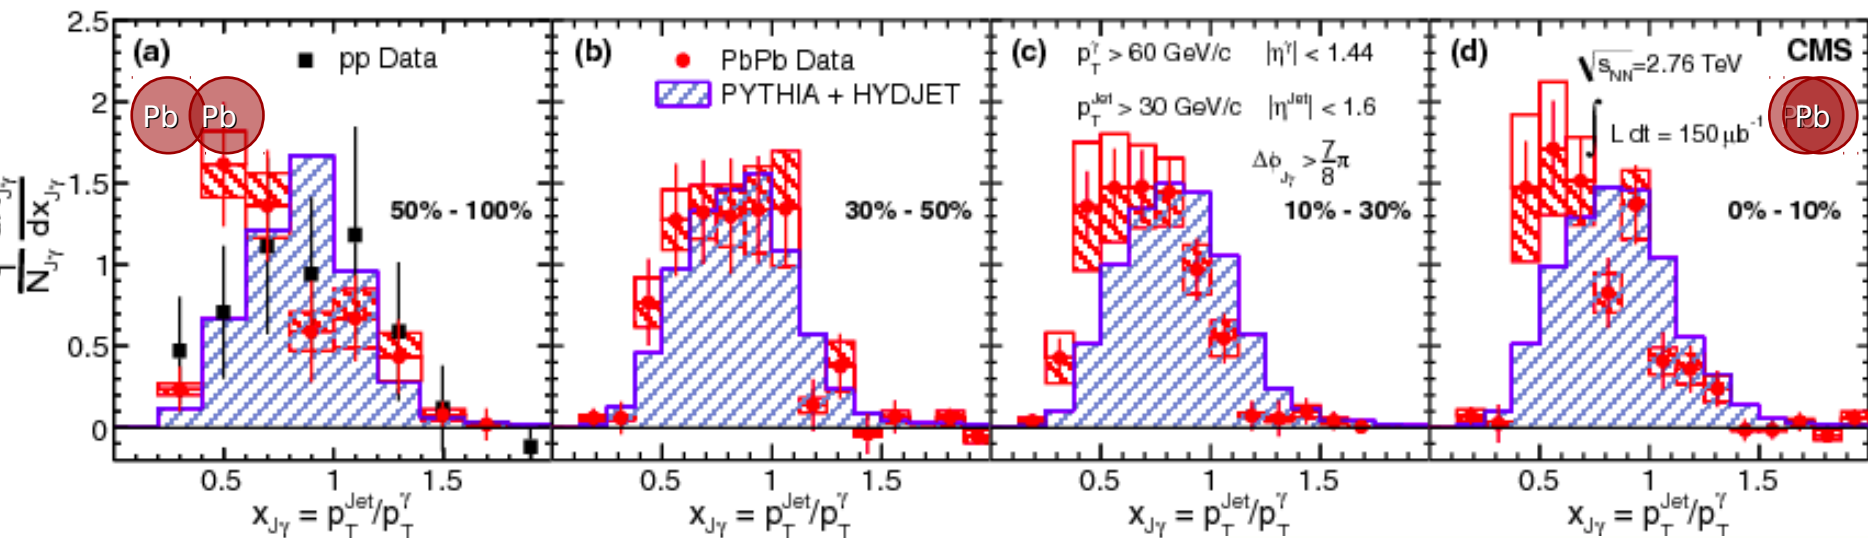 (a) pp Data
Pb Pb
50% - 100%
(b) PbPb Data
PYTHIA + HYDJET
30% - 50%
(c) p_T^γ > 60 GeV/c |η^γ| < 1.44
p_T^Jet > 30 GeV/c |η^Jet| < 1.6
Δϕ_Jγ > 7/8 π
10% - 30%
(d) CMS
√s_NN=2.76 TeV
∫ L dt = 150 μb^-1
Pb
0% - 10%
2.5
2
1.5
1
0.5
0
N_Jγ dx_Jγ
0.5 1 1.5 0.5 1 1.5 0.5 1 1.5 0.5 1 1.5
x_Jγ = p_T^Jet/p_T^γ x_Jγ = p_T^Jet/p_T^γ x_Jγ = p_T^Jet/p_T^γ x_Jγ = p_T^Jet/p_T^γ